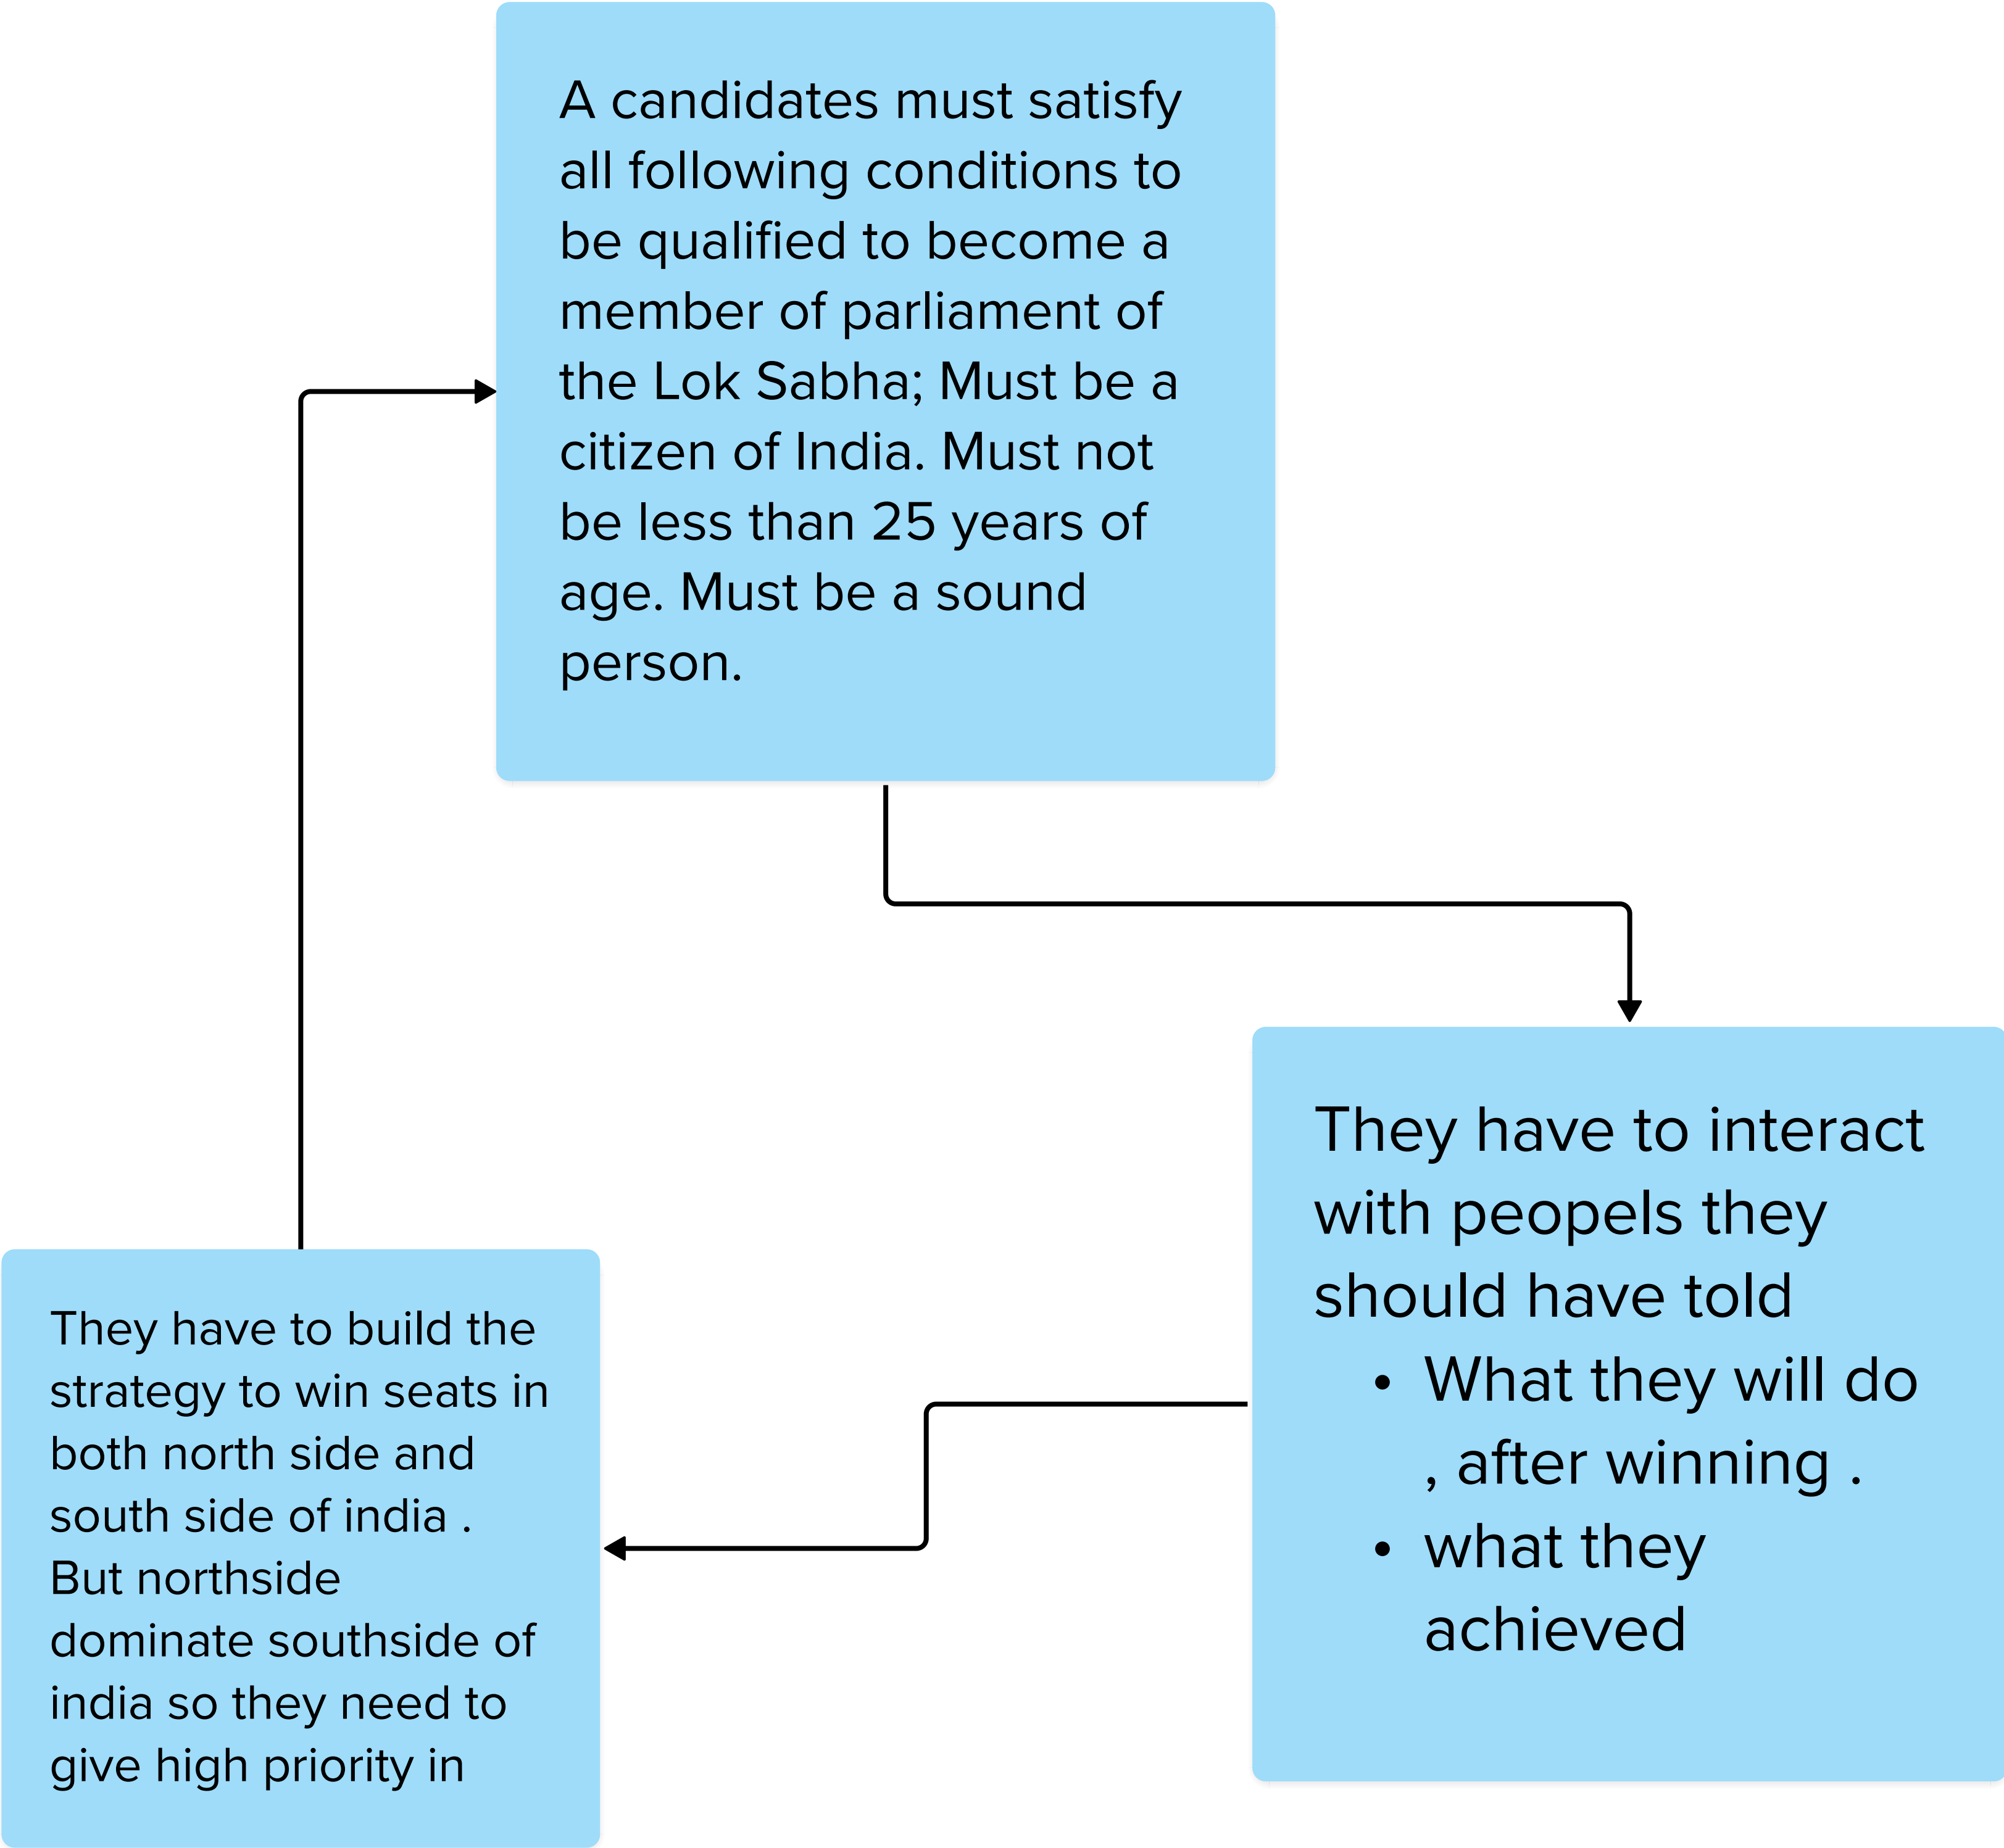 A candidates must satisfy
all following conditions to
be qualified to become a
member of parliament of
the Lok Sabha; Must be a
citizen of India. Must not
be less than 25 years of
age. Must be a sound
person.
They have to interact
with peopels they
should have told
• What they will do
, after winning .
• what they
achieved
They have to build the
strategy to win seats in
both north side and
south side of india .
But northside
dominate southside of
india so they need to
give high priority in